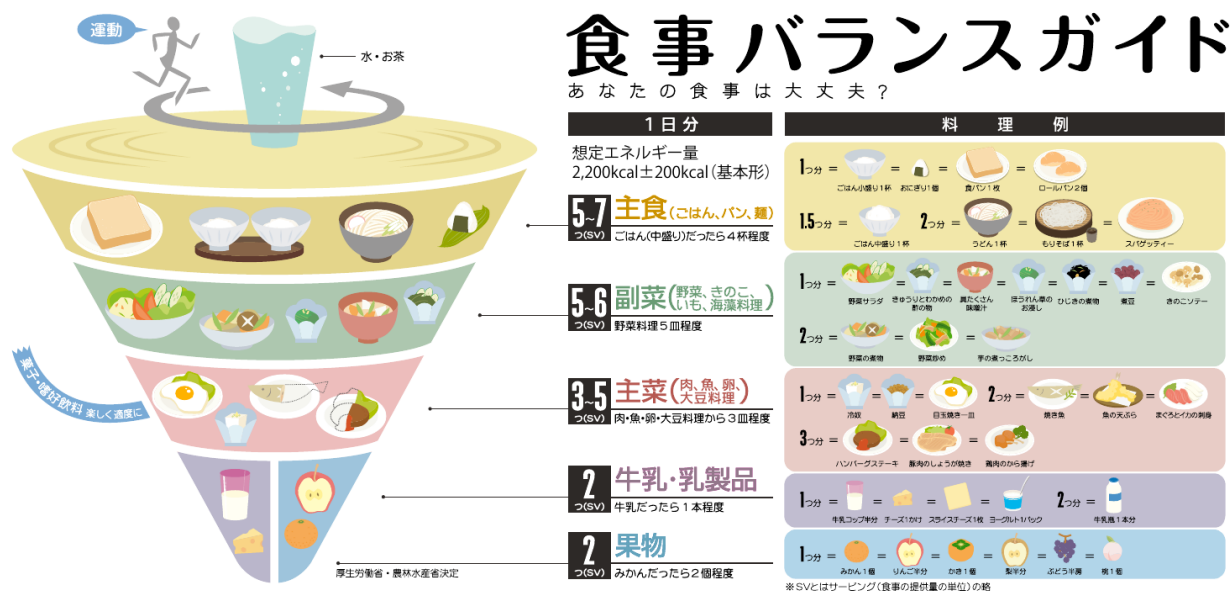 運動
水・お茶
食事バランスガイド
あなたの食事は大丈夫?
1日分
料理例
想定エネルギー量
2,200kcal±200kcal(基本形)
5~7
つ(SV)
主食(ごはん、パン、麺)
ごはん(中盛り)だったら4杯程度
1つ分 = ごはん小盛り1杯 = おにぎり1個 = 食パン1枚 = ロールパン2個
1.5つ分 = ごはん中盛り1杯 2つ分 = うどん1杯 = もりそば1杯 = スパゲッティー
5~6
つ(SV)
副菜(野菜、きのこ、
いも、海藻料理)
野菜料理5皿程度
1つ分 = 野菜サラダ = きゅうりとわかめの
酢の物 = 具たくさん
味噌汁 = ほうれん草の
お浸し = ひじきの煮物 = 煮豆 = きのこソテー
2つ分 = 野菜の煮物 = 野菜炒め = 芋の煮っころがし
菓子・嗜好飲料 楽しく適度に
3~5
つ(SV)
主菜(肉、魚、卵、
大豆料理)
肉・魚・卵・大豆料理から3皿程度
1つ分 = 冷奴 = 納豆 = 目玉焼き一皿 2つ分 = 焼き魚 = 魚の天ぷら = まぐろとイカの刺身
3つ分 = ハンバーグステーキ = 豚肉のしょうが焼き = 鶏肉のから揚げ
2
つ(SV)
牛乳・乳製品
牛乳だったら1本程度
1つ分 = 牛乳コップ半分 = チーズ1かけ = スライスチーズ1枚 = ヨーグルト1パック 2つ分 = 牛乳瓶1本分
2
つ(SV)
果物
みかんだったら2個程度
1つ分 = みかん1個 = りんご半分 = かき1個 = 梨半分 = ぶどう半房 = 桃1個
厚生労働省・農林水産省決定
※SVとはサービング(食事の提供量の単位)の略